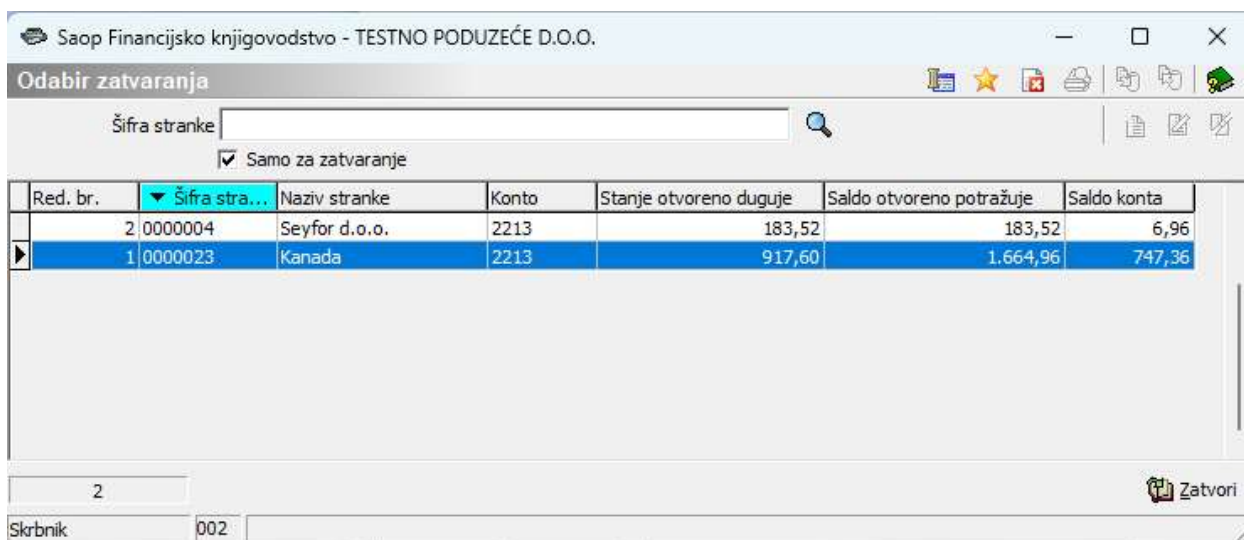 Saop Financijsko knjigovodstvo - TESTNO PODUZEĆE D.O.O.
Odabir zatvaranja
Šifra stranke
Samo za zatvaranje
Red. br. Šifra stra... Naziv stranke Konto Stanje otvoreno duguje Saldo otvoreno potražuje Saldo konta
2 0000004 Seyfor d.o.o. 2213 183,52 183,52 6,96
1 0000023 Kanada 2213 917,60 1.664,96 747,36
2
Zatvori
Skrbnik 002